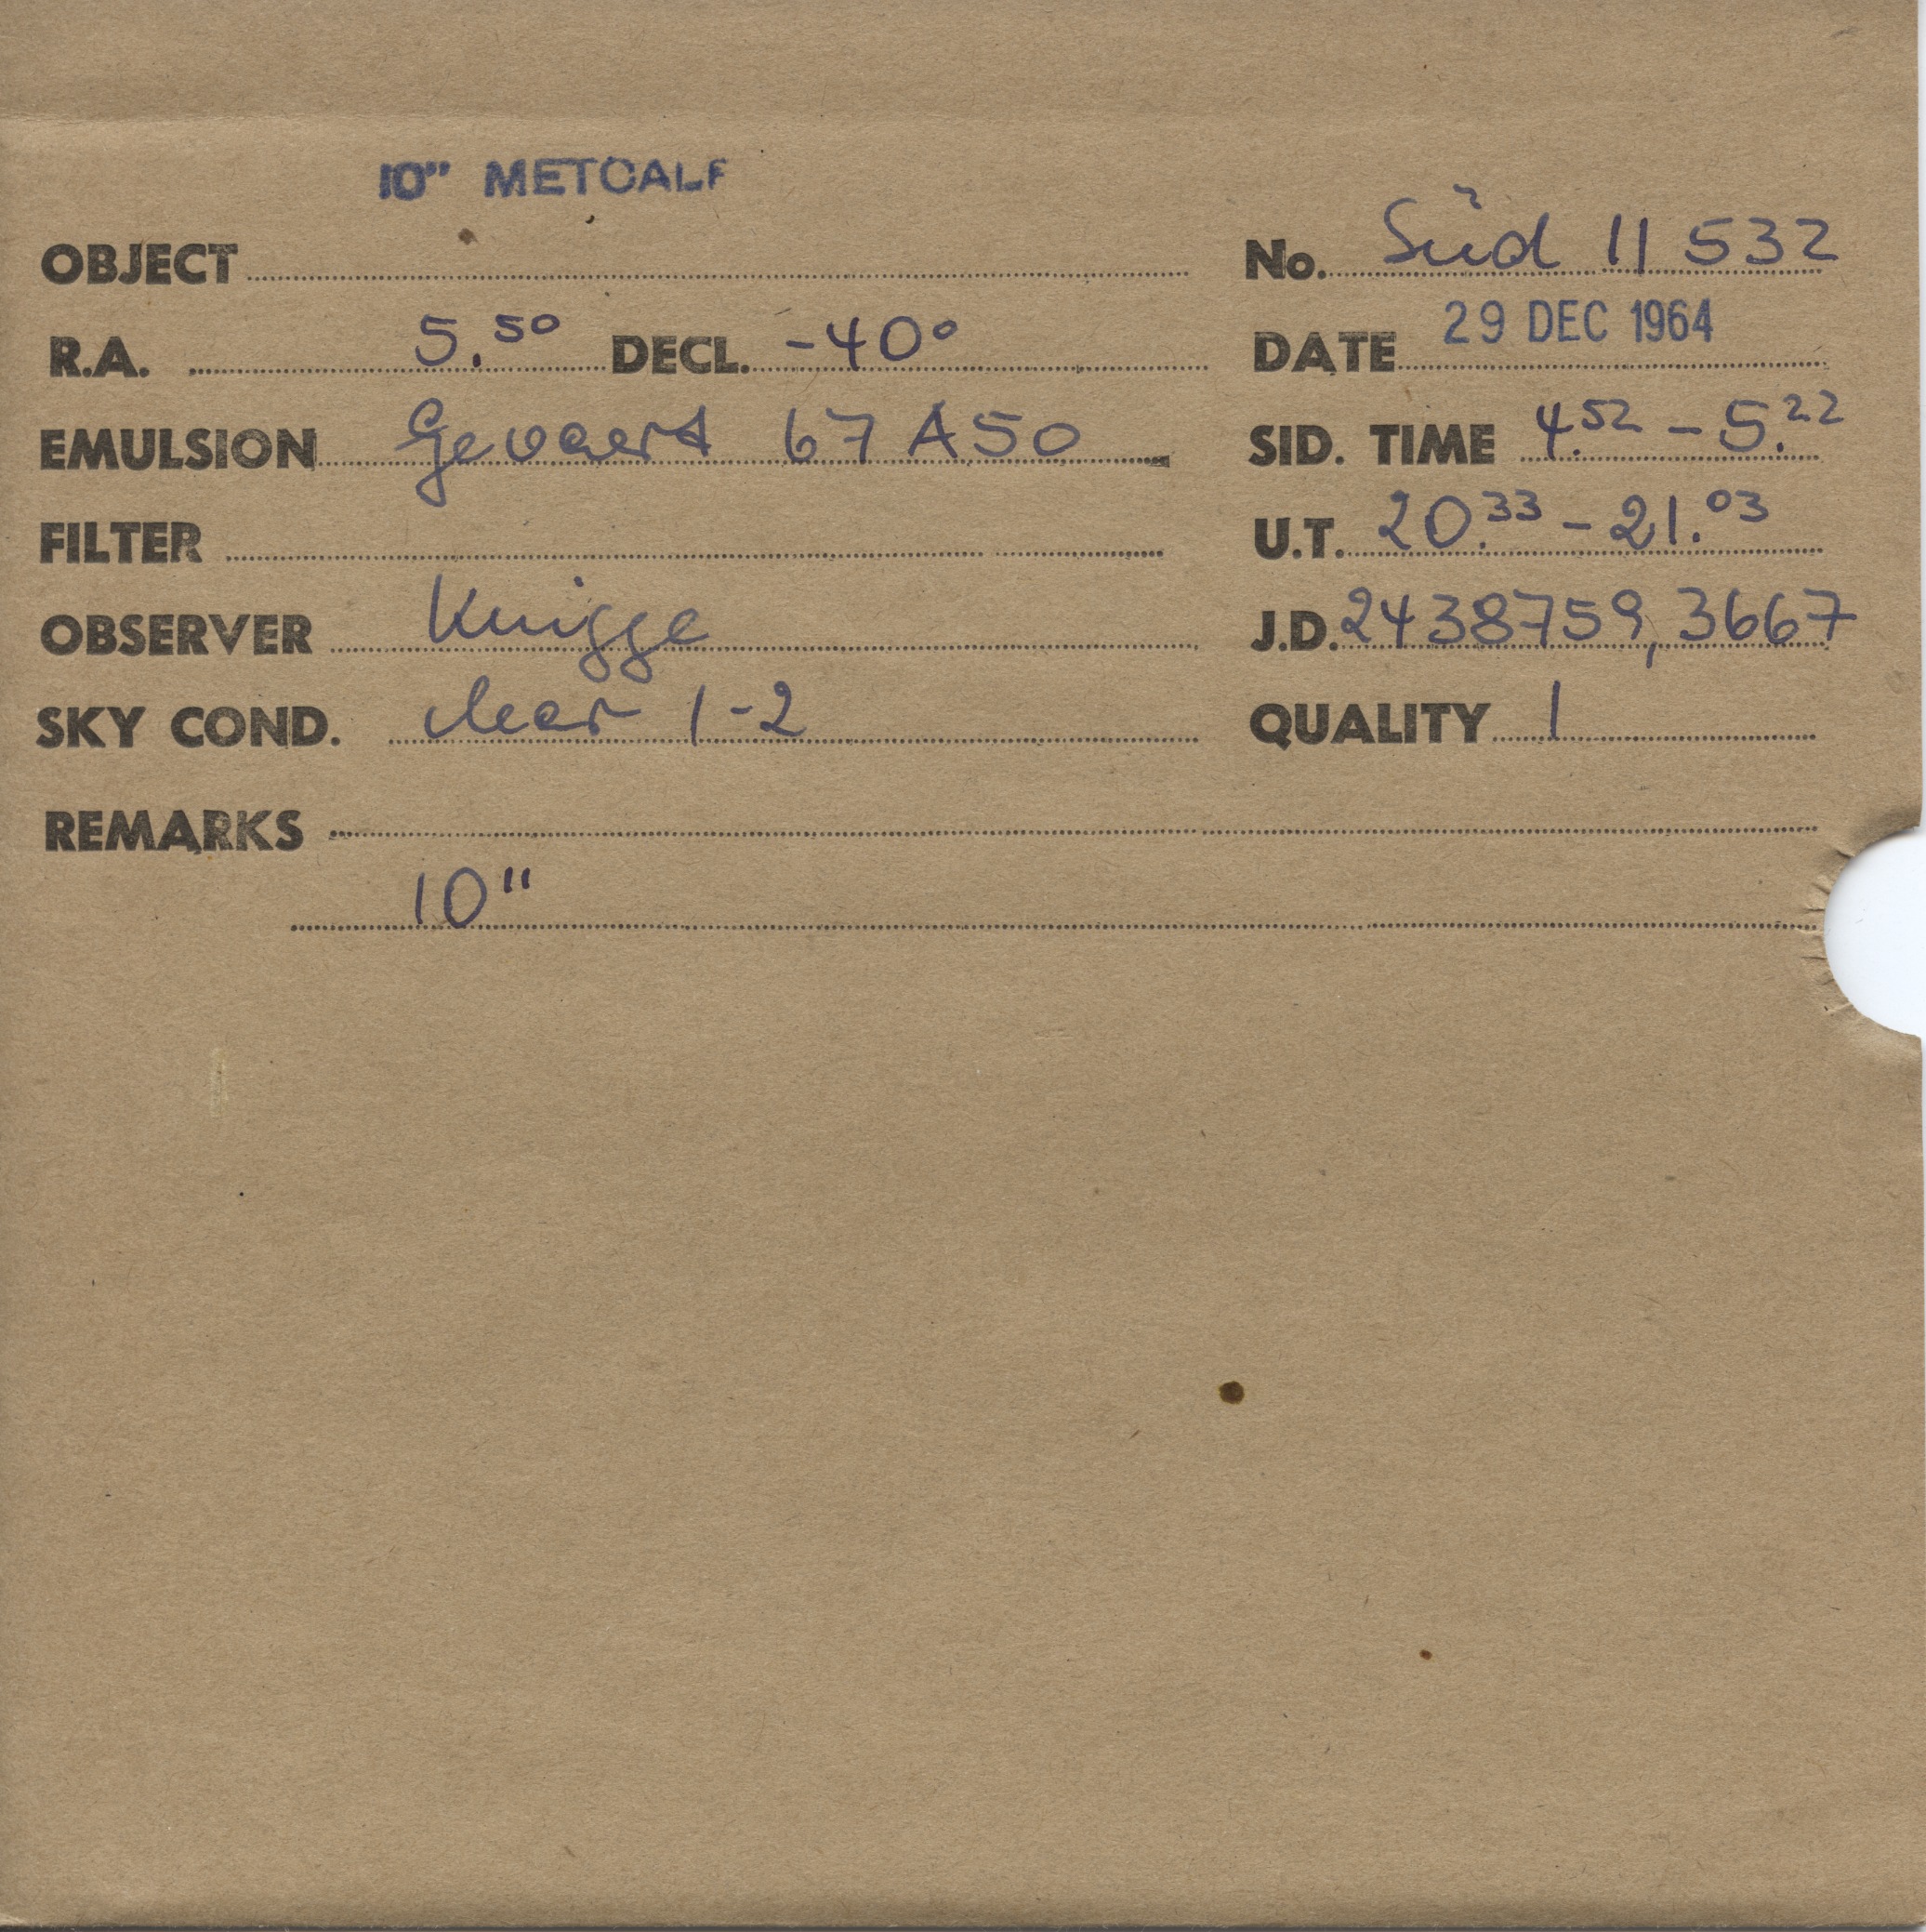 10" METCALF
OBJECT No. Süd 11 532
R.A. 5.50 DECL. -40° DATE 29 DEC 1964
EMULSION Gevaert 67 A 50 SID. TIME 4.52 - 5.22
FILTER U.T. 20.33 - 21.03
OBSERVER Knigge J.D. 2438759,3667
SKY COND. clear 1-2 QUALITY 1
REMARKS
10"